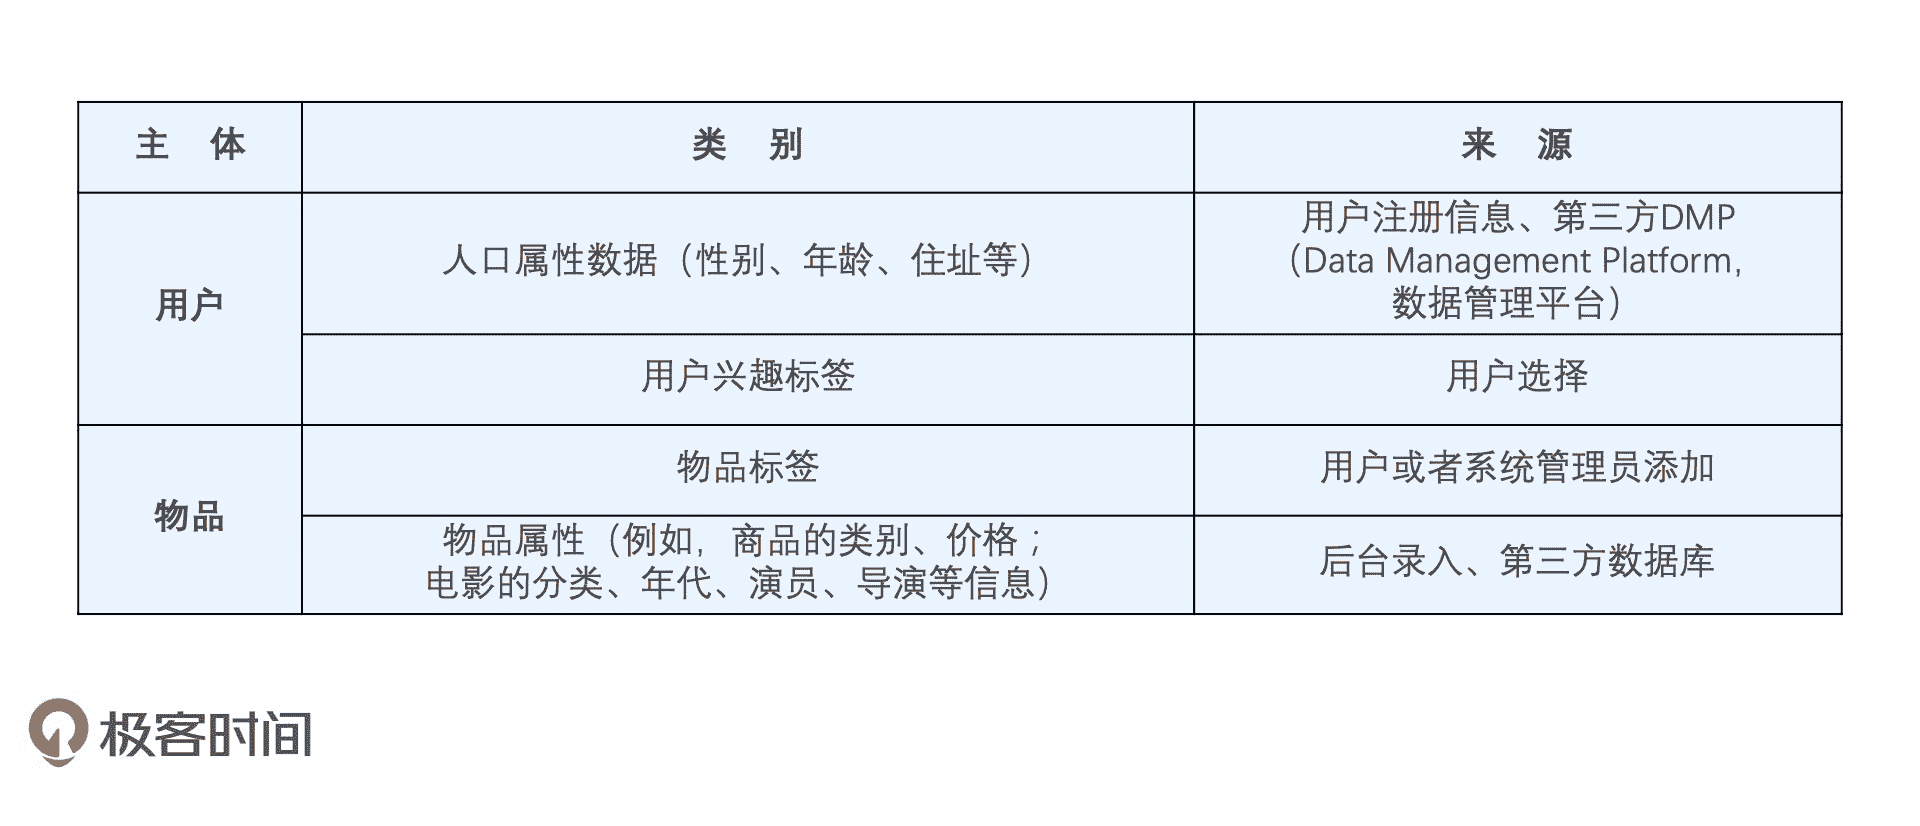 主 体
类 别
来 源
用户
人口属性数据（性别、年龄、住址等）
用户注册信息、第三方DMP
（Data Management Platform，
数据管理平台）
用户兴趣标签
用户选择
物品
物品标签
用户或者系统管理员添加
物品属性（例如，商品的类别、价格；
电影的分类、年代、演员、导演等信息）
后台录入、第三方数据库
极客时间